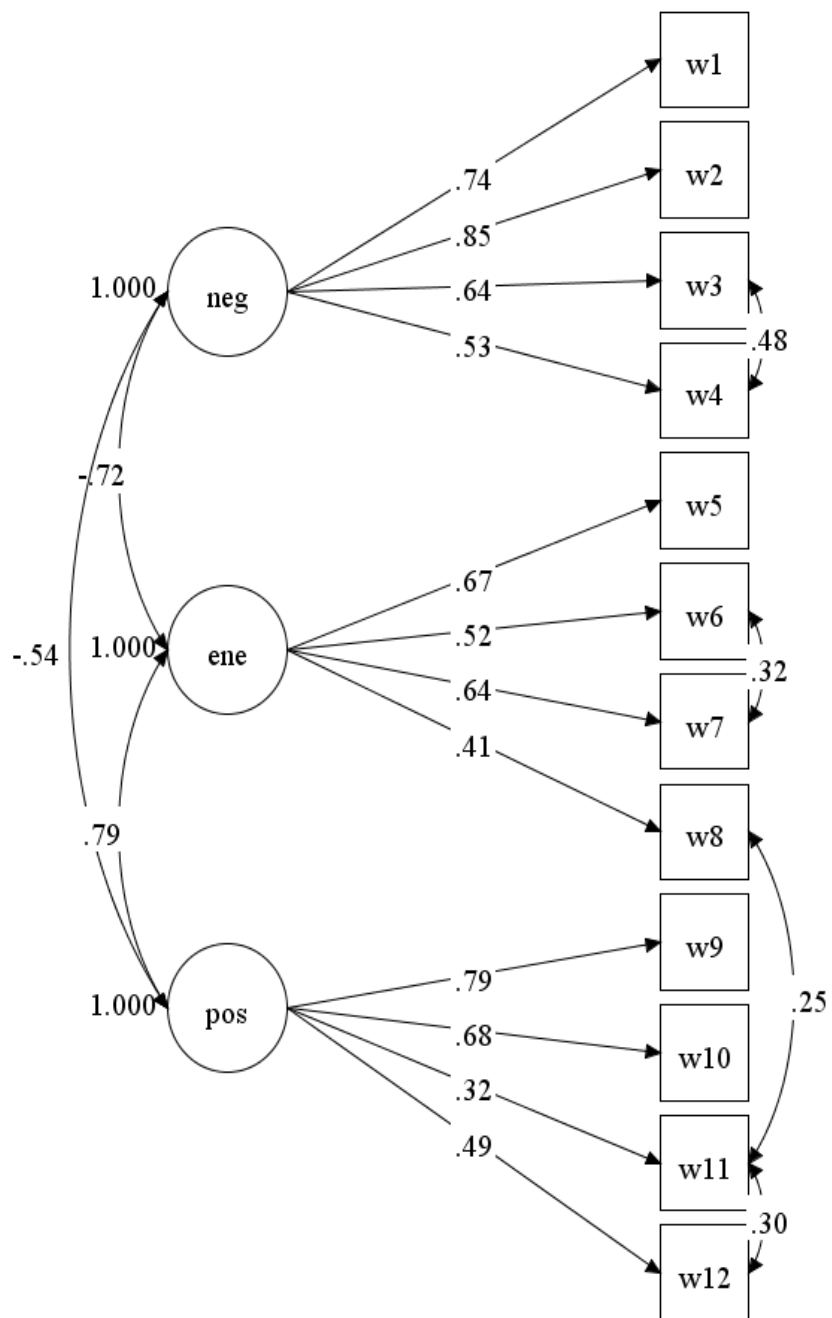 w1
.74
w2
.85
1.000
neg
.64
w3
.53
.48
w4
-.72
w5
.67
.52
w6
-.54
1.000
ene
.64
.32
w7
.41
.79
w8
w9
.79
1.000
pos
.25
.68
w10
.32
.49
w11
.30
w12